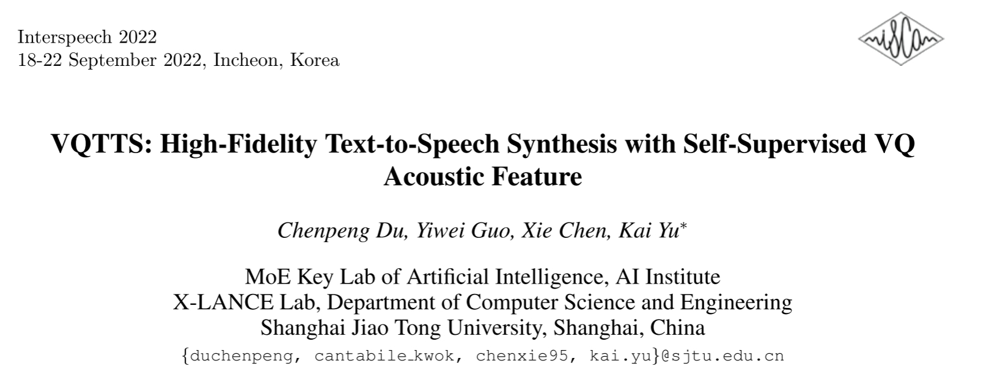 Interspeech 2022
18-22 September 2022, Incheon, Korea
VQTTS: High-Fidelity Text-to-Speech Synthesis with Self-Supervised VQ
Acoustic Feature
Chenpeng Du, Yiwei Guo, Xie Chen, Kai Yu*
MoE Key Lab of Artificial Intelligence, AI Institute
X-LANCE Lab, Department of Computer Science and Engineering
Shanghai Jiao Tong University, Shanghai, China
{duchenpeng, cantabile_kwok, chenxie95, kai.yu}@sjtu.edu.cn